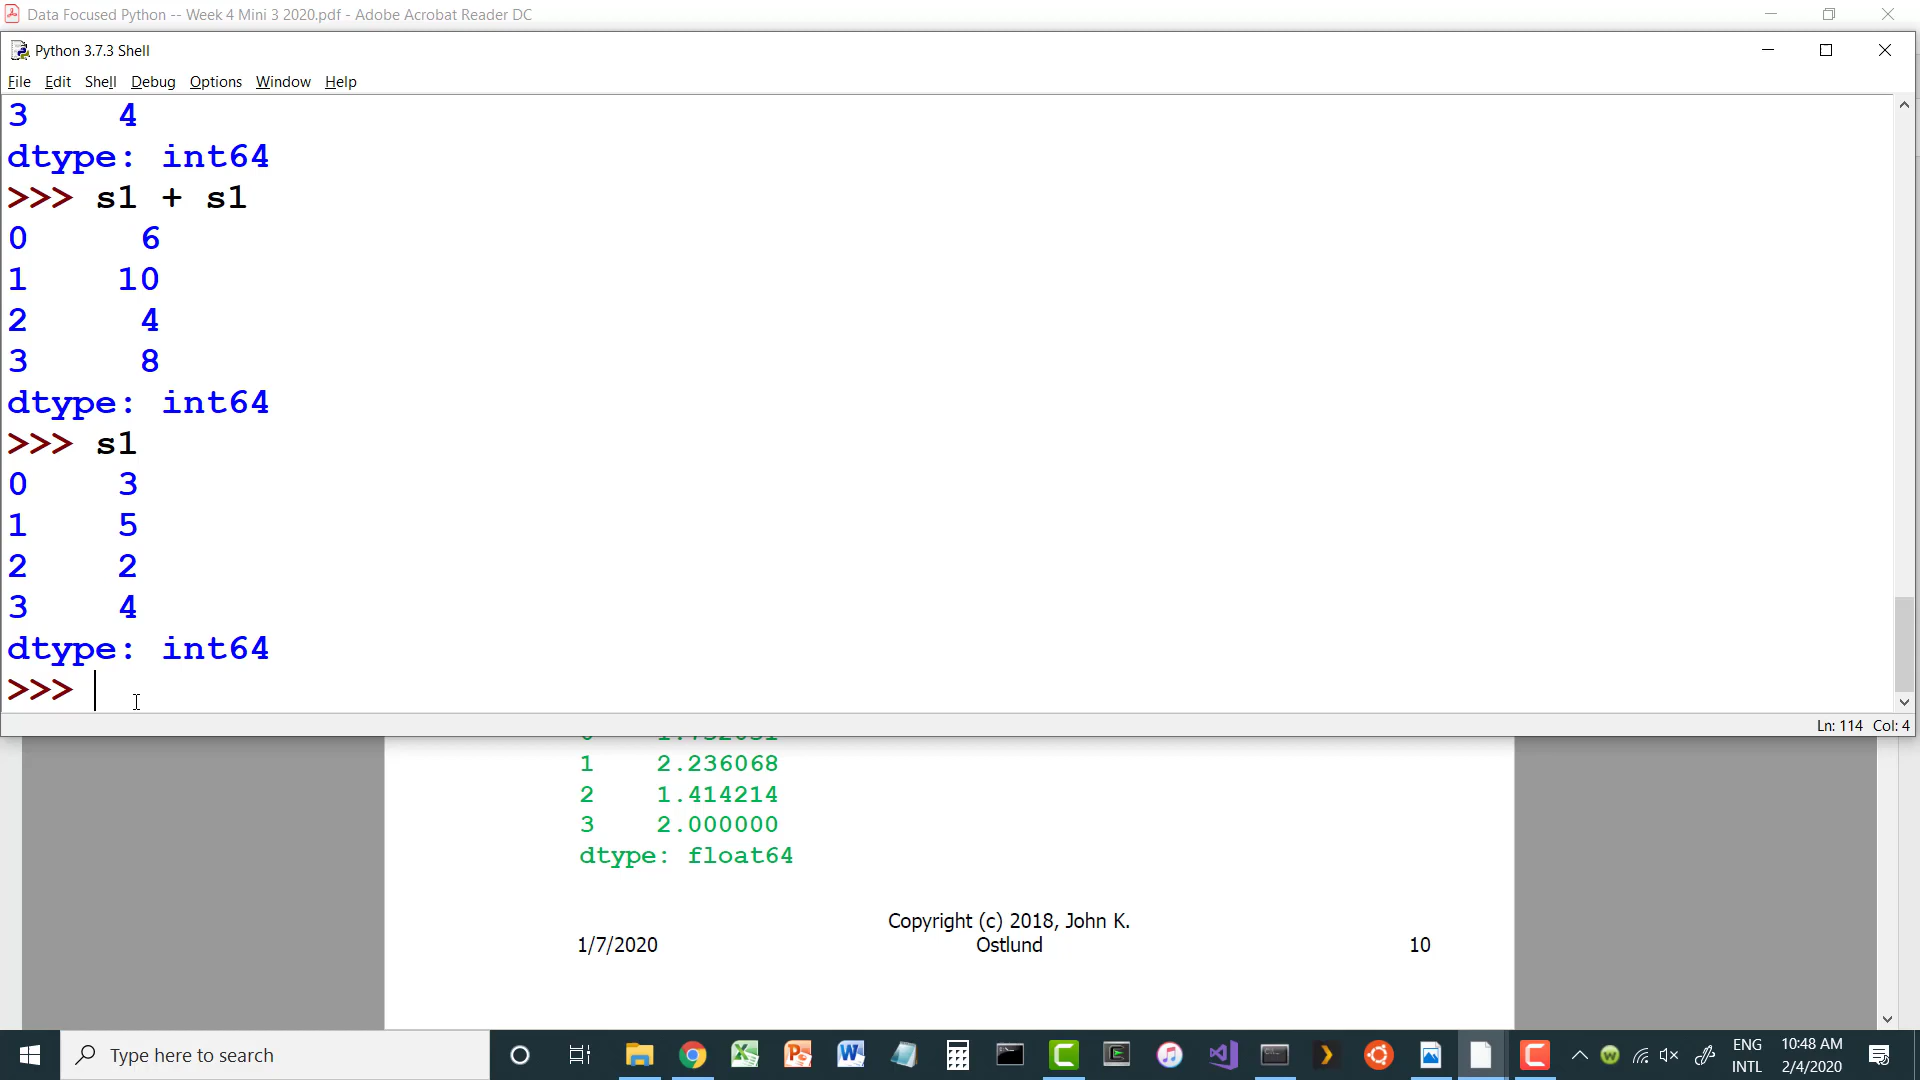 Data Focused Python -- Week 4 Mini 3 2020.pdf - Adobe Acrobat Reader DC
Python 3.7.3 Shell
File Edit Shell Debug Options Window Help
3 4
dtype: int64
>>> s1 + s1
0 6
1 10
2 4
3 8
dtype: int64
>>> s1
0 3
1 5
2 2
3 4
dtype: int64
>>>
Ln: 114 Col: 4
1 2.236068
2 1.414214
3 2.000000
dtype: float64
Copyright (c) 2018, John K.
1/7/2020 Ostlund 10
Type here to search
ENG 10:48 AM
INTL 2/4/2020